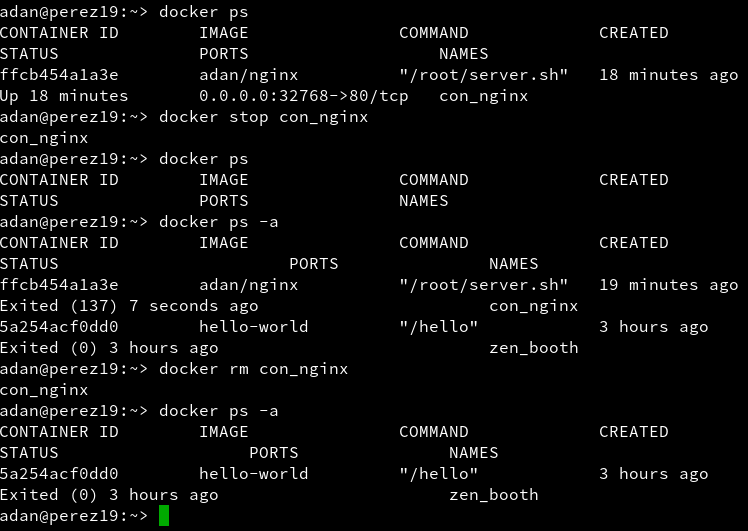 adan@perez19:~> docker ps
CONTAINER ID        IMAGE               COMMAND             CREATED
STATUS              PORTS                   NAMES
ffcb454a1a3e        adan/nginx          "/root/server.sh"   18 minutes ago
Up 18 minutes       0.0.0.0:32768->80/tcp   con_nginx
adan@perez19:~> docker stop con_nginx
con_nginx
adan@perez19:~> docker ps
CONTAINER ID        IMAGE               COMMAND             CREATED
STATUS              PORTS               NAMES
adan@perez19:~> docker ps -a
CONTAINER ID        IMAGE               COMMAND             CREATED
STATUS                       PORTS               NAMES
ffcb454a1a3e        adan/nginx          "/root/server.sh"   19 minutes ago
Exited (137) 7 seconds ago                       con_nginx
5a254acf0dd0        hello-world         "/hello"            3 hours ago
Exited (0) 3 hours ago                           zen_booth
adan@perez19:~> docker rm con_nginx
con_nginx
adan@perez19:~> docker ps -a
CONTAINER ID        IMAGE               COMMAND             CREATED
STATUS                   PORTS               NAMES
5a254acf0dd0        hello-world         "/hello"            3 hours ago
Exited (0) 3 hours ago                       zen_booth
adan@perez19:~>